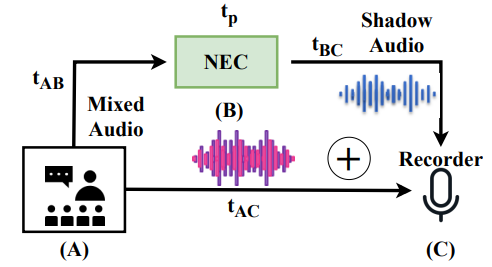 t_p
Shadow
Audio
t_BC
NEC
t_AB
(B)
Mixed
Audio
+
Recorder
t_AC
(A)
(C)